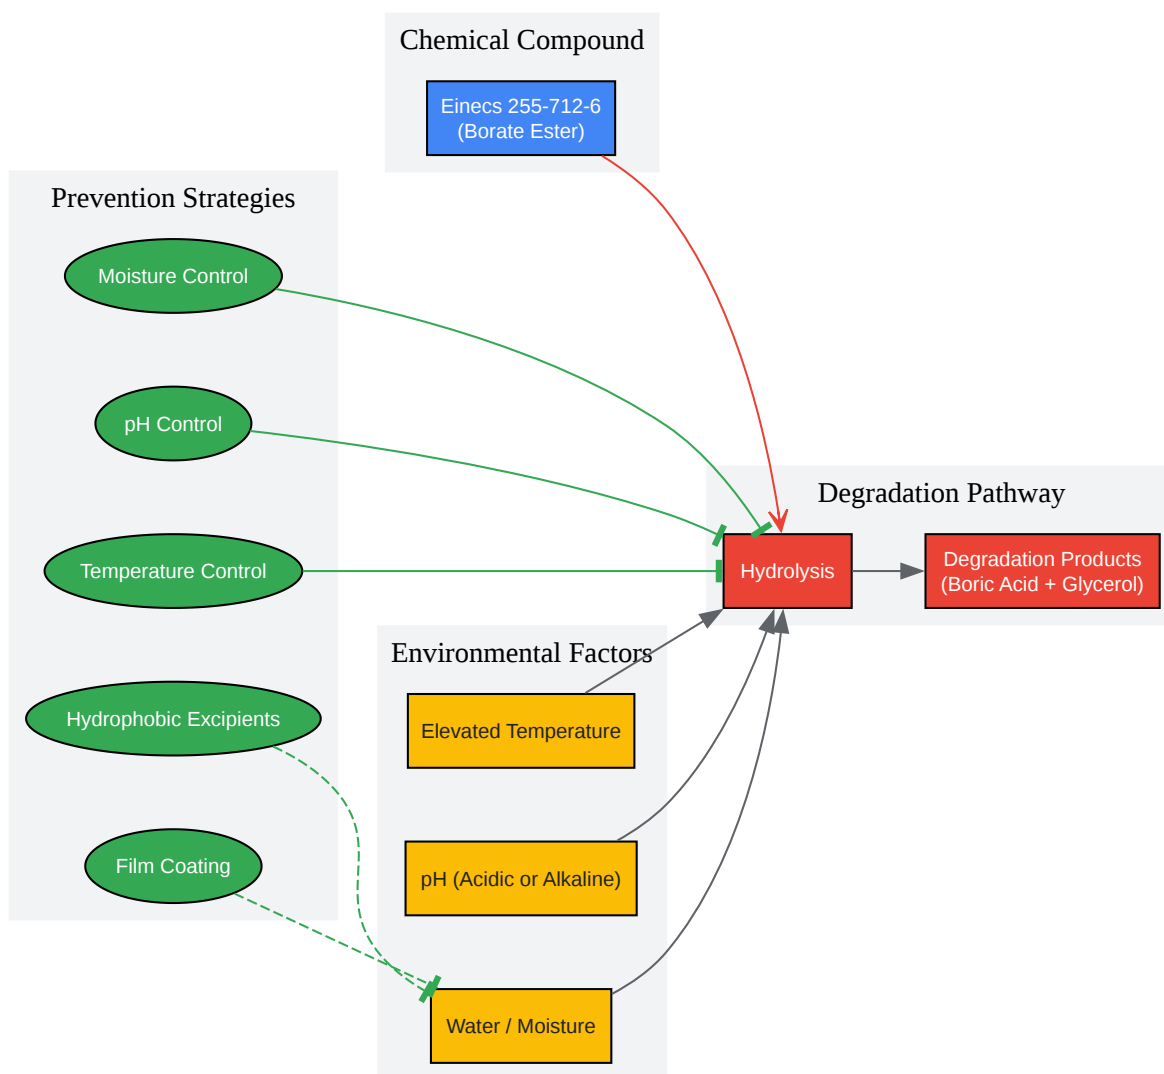 Chemical Compound
Einecs 255-712-6
(Borate Ester)
Prevention Strategies
Moisture Control
pH Control
Temperature Control
Hydrophobic Excipients
Film Coating
Degradation Pathway
Hydrolysis
Degradation Products
(Boric Acid + Glycerol)
Environmental Factors
Elevated Temperature
pH (Acidic or Alkaline)
Water / Moisture